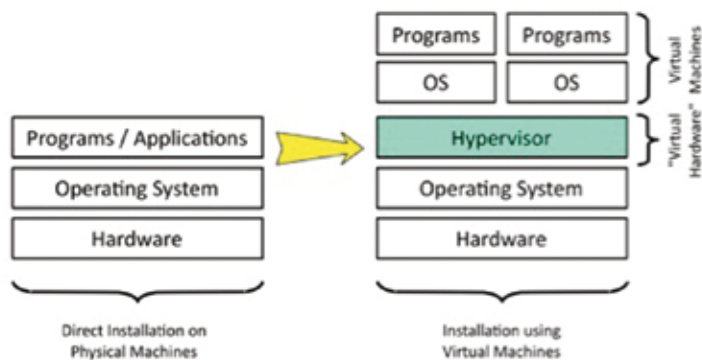 Programs Programs
OS OS
Virtual
Machines
Programs / Applications
Hypervisor
"Virtual
Hardware"
Operating System
Operating System
Hardware
Hardware
Direct Installation on
Physical Machines
Installation using
Virtual Machines